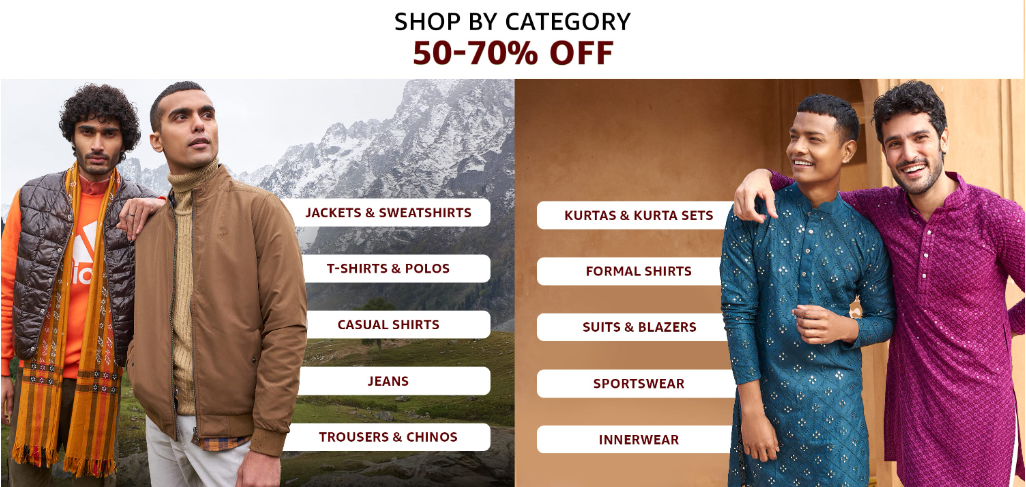 SHOP BY CATEGORY
50-70% OFF
JACKETS & SWEATSHIRTS
T-SHIRTS & POLOS
CASUAL SHIRTS
JEANS
TROUSERS & CHINOS
KURTAS & KURTA SETS
FORMAL SHIRTS
SUITS & BLAZERS
SPORTSWEAR
INNERWEAR